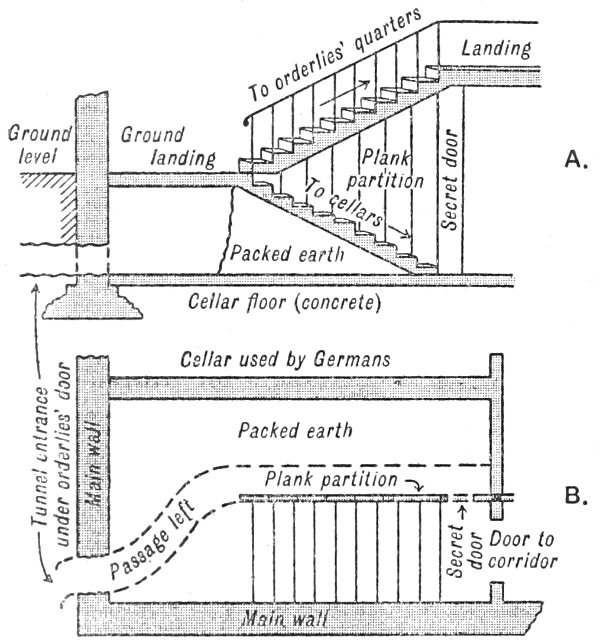 To orderlies' quarters
Landing
Ground
level
Ground
landing
A.
Plank
partition
Secret door
To cellars
Packed earth
Cellar floor (concrete)
Cellar used by Germans
Tunnel entrance
under orderlies' door
Main wall
Packed earth
Plank partition
B.
Passage left
Secret
door
Door to
corridor
Main wall